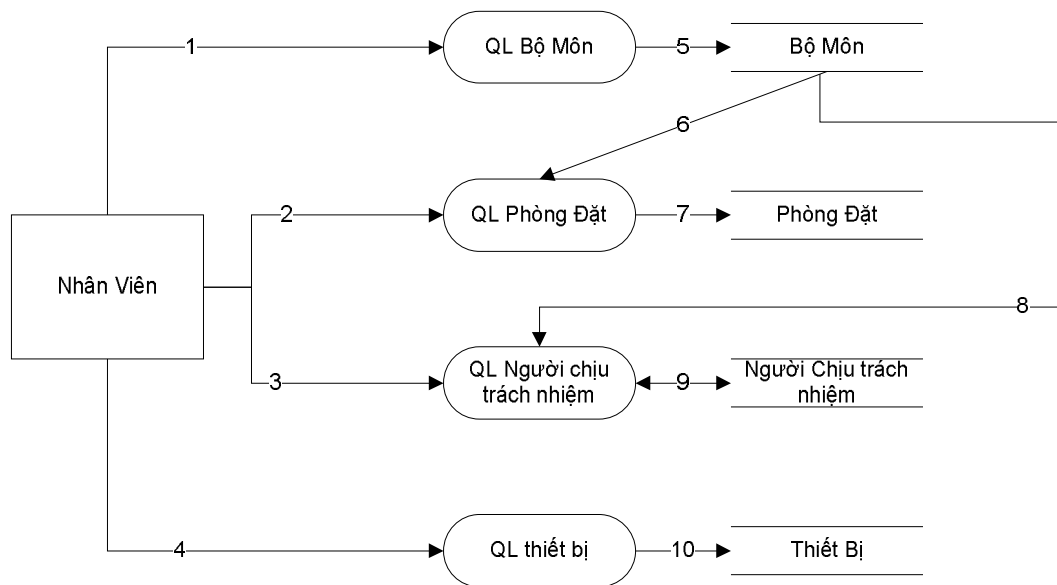 1
QL Bộ Môn
5
Bộ Môn
6
2
QL Phòng Đặt
7
Phòng Đặt
Nhân Viên
8
3
QL Người chịu
trách nhiệm
9
Người Chịu trách
nhiệm
4
QL thiết bị
10
Thiết Bị